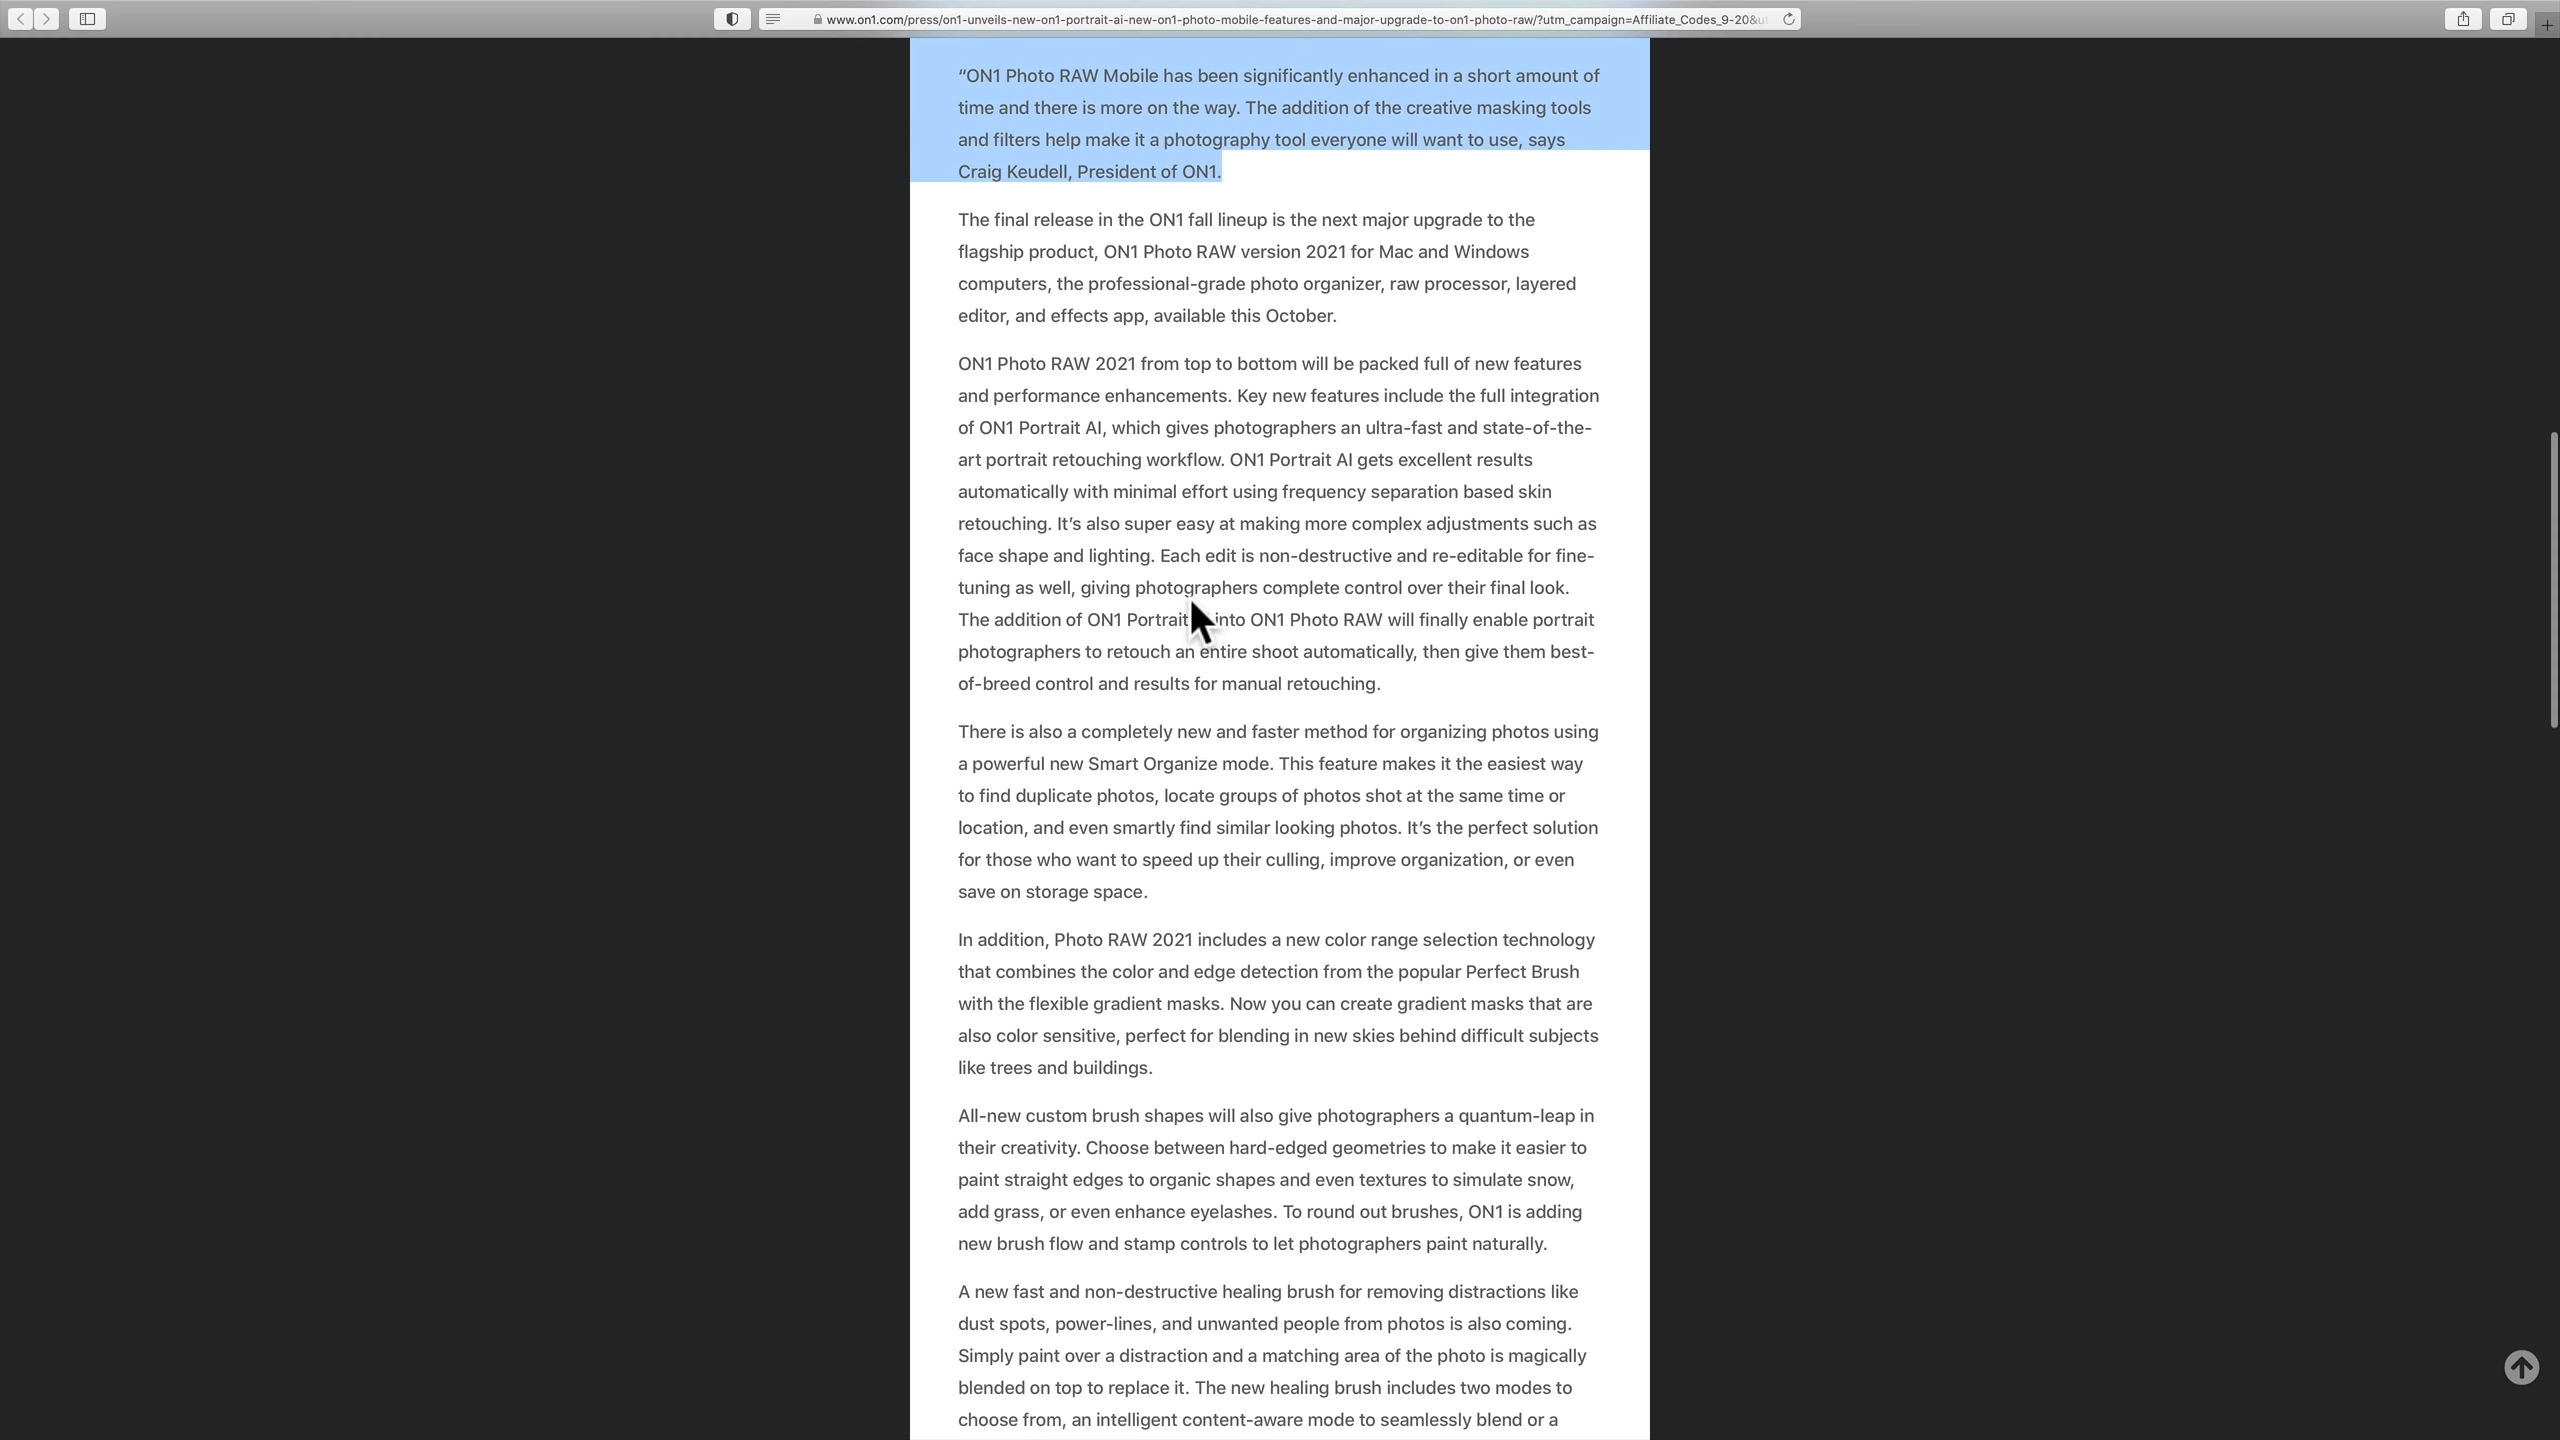 www.on1.com/press/on1-unveils-new-on1-portrait-ai-new-on1-photo-mobile-features-and-major-upgrade-to-on1-photo-raw/?utm_campaign=Affiliate_Codes_9-20&u
“ON1 Photo RAW Mobile has been significantly enhanced in a short amount of
time and there is more on the way. The addition of the creative masking tools
and filters help make it a photography tool everyone will want to use, says
Craig Keudell, President of ON1.
The final release in the ON1 fall lineup is the next major upgrade to the
flagship product, ON1 Photo RAW version 2021 for Mac and Windows
computers, the professional-grade photo organizer, raw processor, layered
editor, and effects app, available this October.
ON1 Photo RAW 2021 from top to bottom will be packed full of new features
and performance enhancements. Key new features include the full integration
of ON1 Portrait AI, which gives photographers an ultra-fast and state-of-the-
art portrait retouching workflow. ON1 Portrait AI gets excellent results
automatically with minimal effort using frequency separation based skin
retouching. It’s also super easy at making more complex adjustments such as
face shape and lighting. Each edit is non-destructive and re-editable for fine-
tuning as well, giving photographers complete control over their final look.
The addition of ON1 Portrait into ON1 Photo RAW will finally enable portrait
photographers to retouch an entire shoot automatically, then give them best-
of-breed control and results for manual retouching.
There is also a completely new and faster method for organizing photos using
a powerful new Smart Organize mode. This feature makes it the easiest way
to find duplicate photos, locate groups of photos shot at the same time or
location, and even smartly find similar looking photos. It’s the perfect solution
for those who want to speed up their culling, improve organization, or even
save on storage space.
In addition, Photo RAW 2021 includes a new color range selection technology
that combines the color and edge detection from the popular Perfect Brush
with the flexible gradient masks. Now you can create gradient masks that are
also color sensitive, perfect for blending in new skies behind difficult subjects
like trees and buildings.
All-new custom brush shapes will also give photographers a quantum-leap in
their creativity. Choose between hard-edged geometries to make it easier to
paint straight edges to organic shapes and even textures to simulate snow,
add grass, or even enhance eyelashes. To round out brushes, ON1 is adding
new brush flow and stamp controls to let photographers paint naturally.
A new fast and non-destructive healing brush for removing distractions like
dust spots, power-lines, and unwanted people from photos is also coming.
Simply paint over a distraction and a matching area of the photo is magically
blended on top to replace it. The new healing brush includes two modes to
choose from, an intelligent content-aware mode to seamlessly blend or a